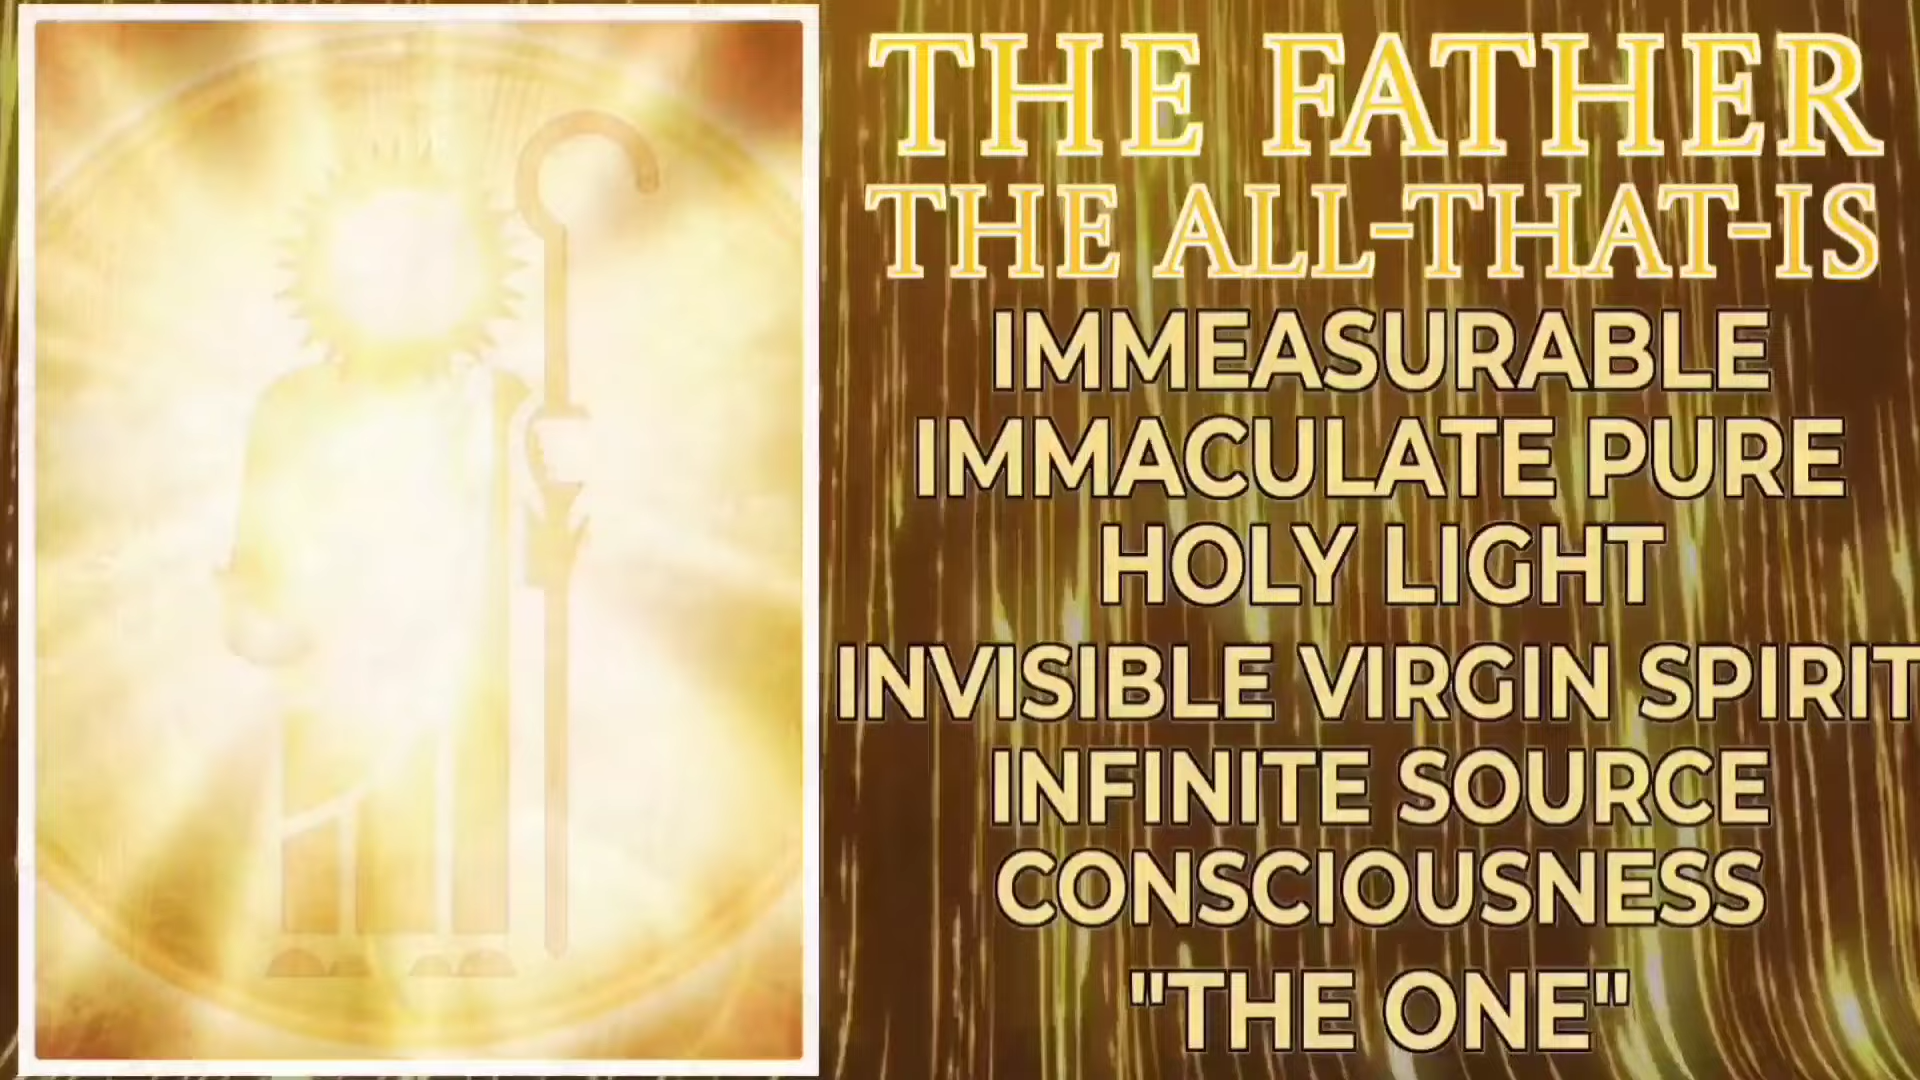 THE FATHER
THE ALL-THAT-IS
IMMEASURABLE
IMMACULATE PURE
HOLY LIGHT
INVISIBLE VIRGIN SPIRIT
INFINITE SOURCE
CONSCIOUSNESS
"THE ONE"